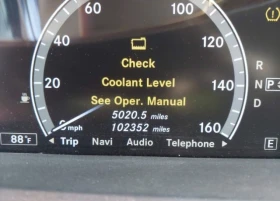 60
100
120
40
140
20
160
mph
Check
Coolant Level
See Oper. Manual
5020.5 miles
102352 miles
R
N P
D
88°F
Trip Navi Audio Telephone
E